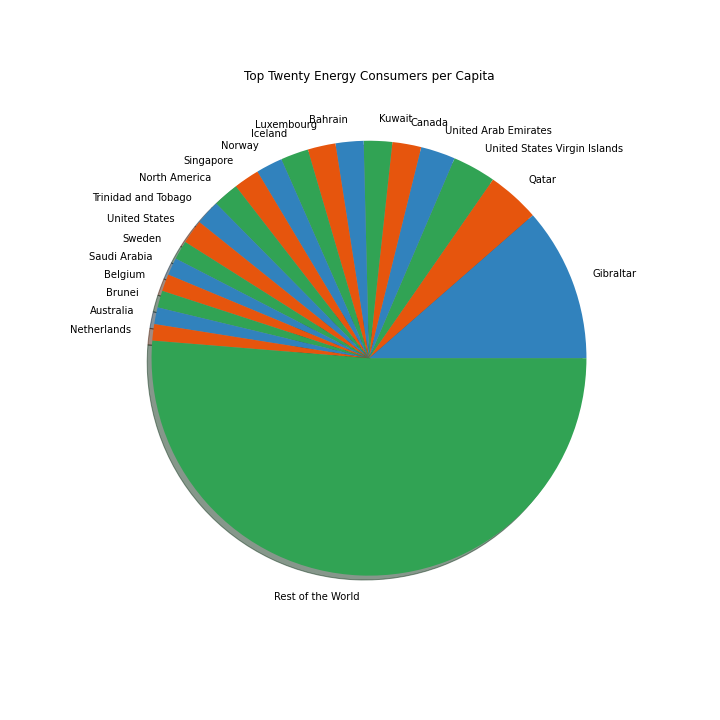 Top Twenty Energy Consumers per Capita
Gibraltar
Qatar
United States Virgin Islands
United Arab Emirates
Canada
Kuwait
Bahrain
Luxembourg
Iceland
Norway
Singapore
North America
Trinidad and Tobago
United States
Sweden
Saudi Arabia
Belgium
Brunei
Australia
Netherlands
Rest of the World